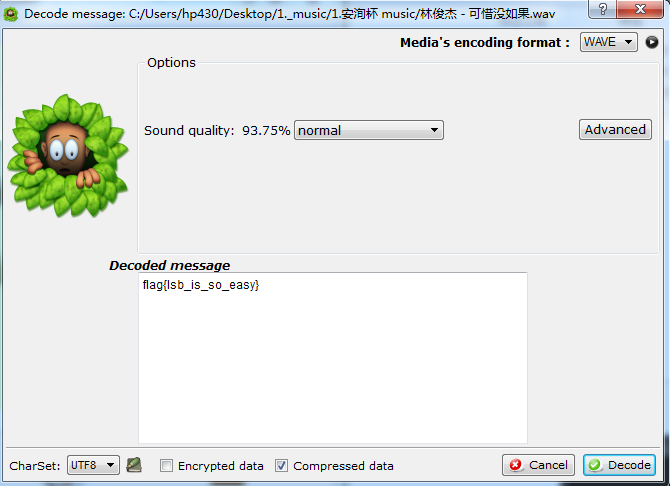 Decode message: C:/Users/hp430/Desktop/1._music/1.安洵杯 music/林俊杰 - 可惜没如果.wav
Media's encoding format : WAVE
Options
Sound quality: 93.75% normal Advanced
Decoded message
flag{lsb_is_so_easy}
CharSet: UTF8 Encrypted data Compressed data Cancel Decode